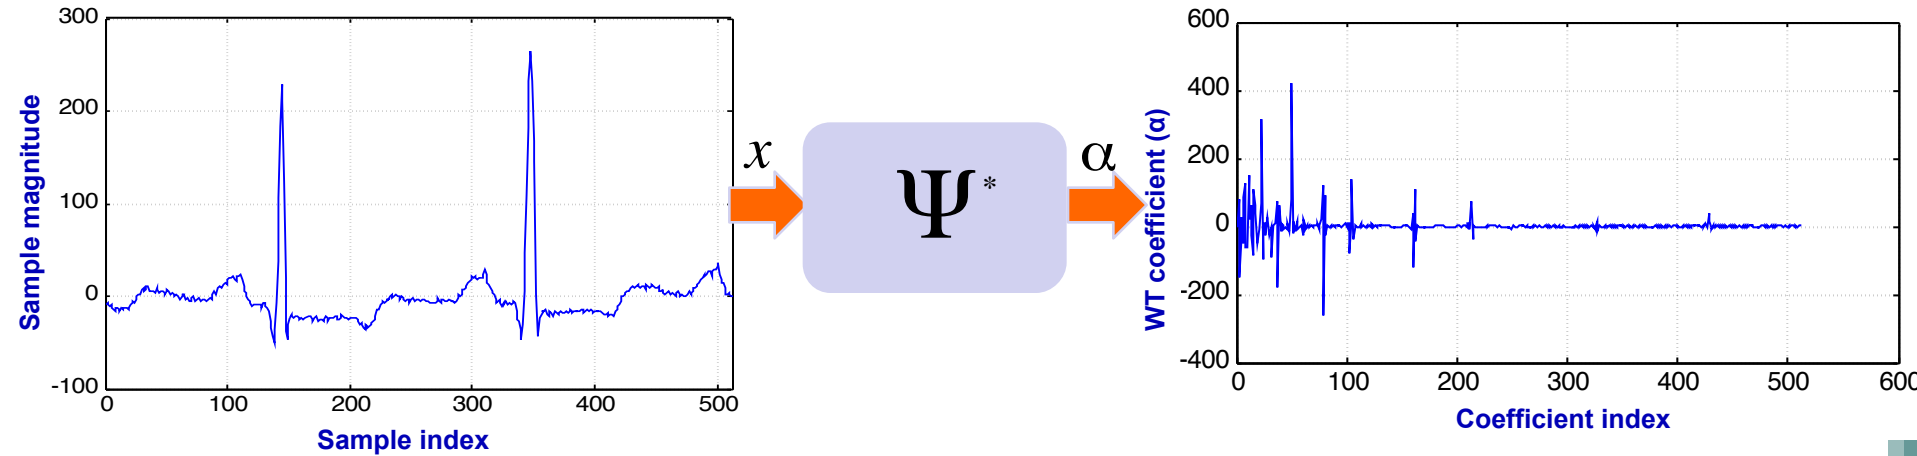 300
200
100
0
-100
0 100 200 300 400 500
Sample magnitude
Sample index
x
Ψ*
α
600
400
200
0
-200
-400
0 100 200 300 400 500 600
WT coefficient (α)
Coefficient index